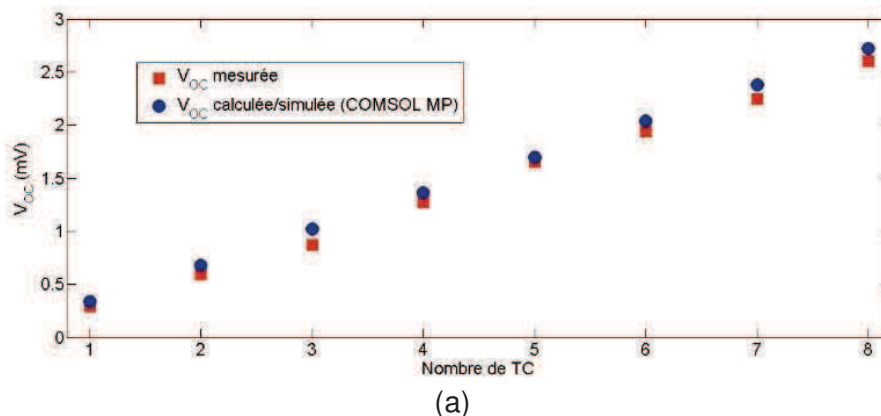 3
2.5
2
1.5
1
0.5
0
V_OC (mV)
V_OC mesurée
V_OC calculée/simulée (COMSOL MP)
1 2 3 4 5 6 7 8
Nombre de TC
(a)